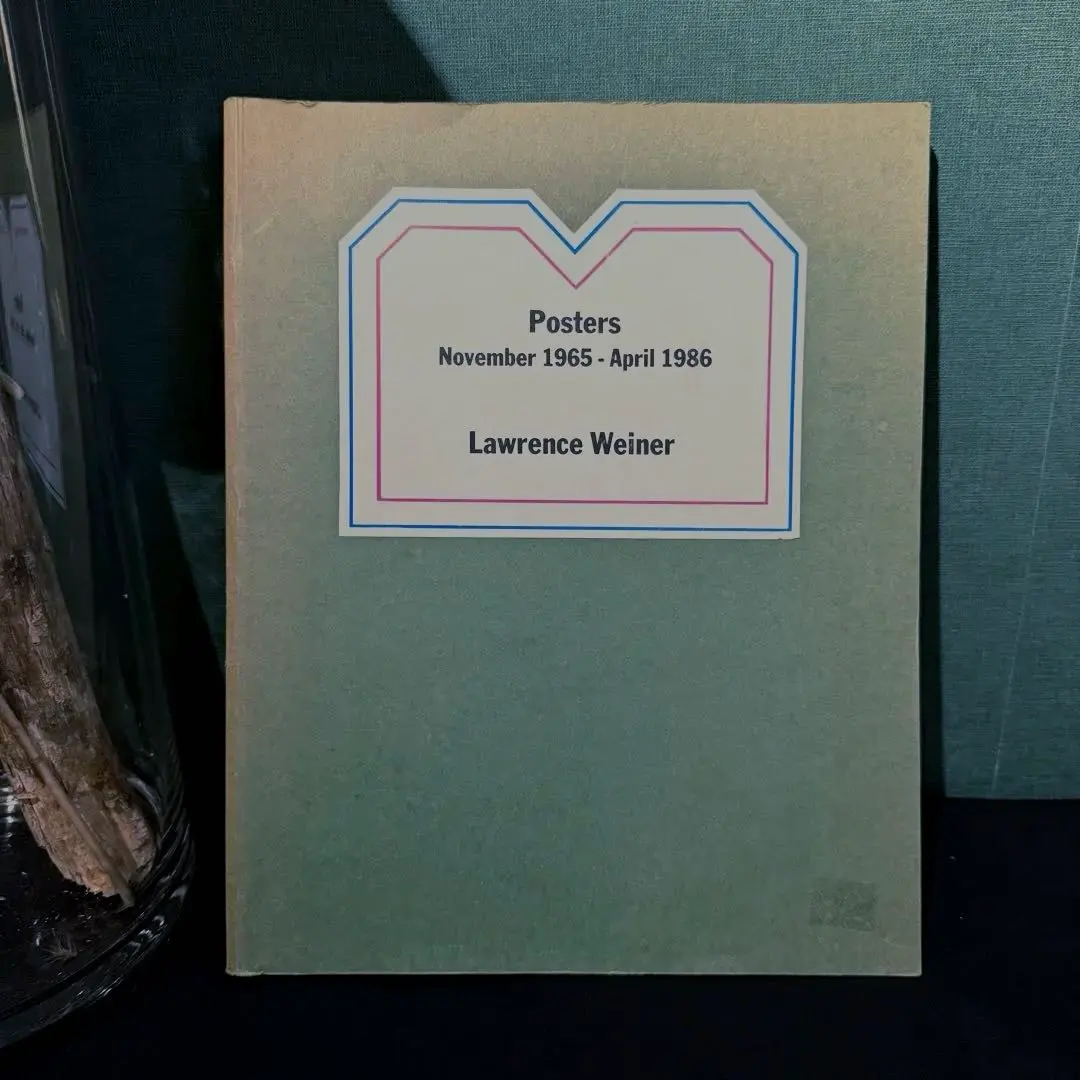 Posters
November 1965 - April 1986
Lawrence Weiner